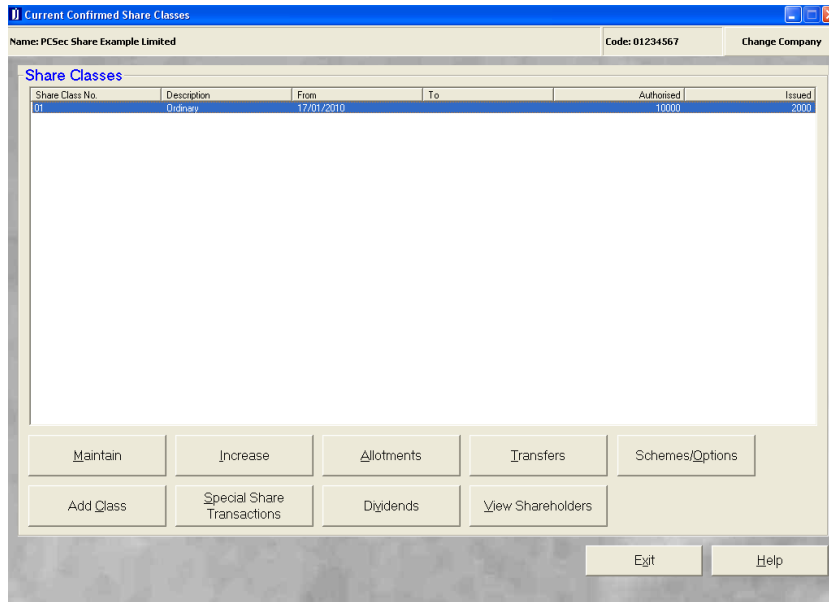 Current Confirmed Share Classes
Name: PCSec Share Example Limited Code: 01234567 Change Company
Share Classes
Share Class No. Description From To Authorised Issued
01 Ordinary 17/01/2010 10000 2000
Maintain Increase Allotments Transfers Schemes/Options
Add Class Special Share Transactions Dividends View Shareholders
Exit Help